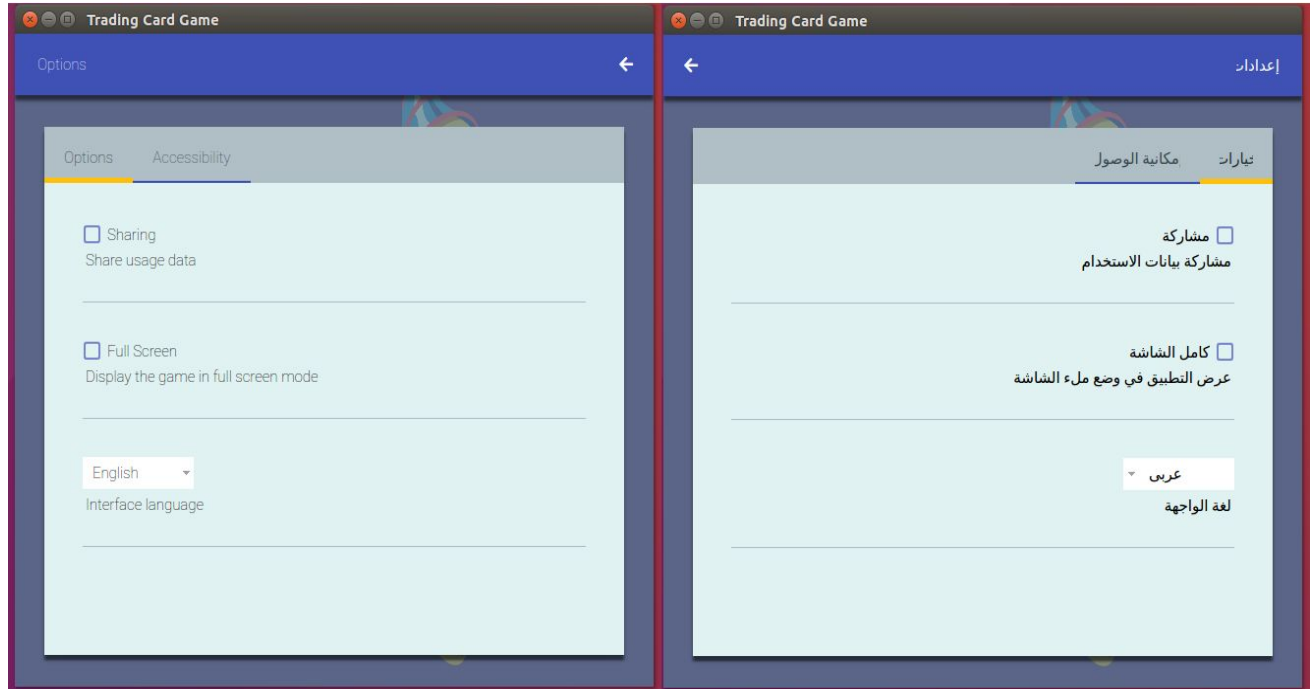 Trading Card Game
Options
Options Accessibility
Sharing
Share usage data
Full Screen
Display the game in full screen mode
English
Interface language
Trading Card Game
إعدادات
خيارات مكانية الوصول
مشاركة
مشاركة بيانات الاستخدام
كامل الشاشة
عرض التطبيق في وضع ملء الشاشة
عربى
لغة الواجهة